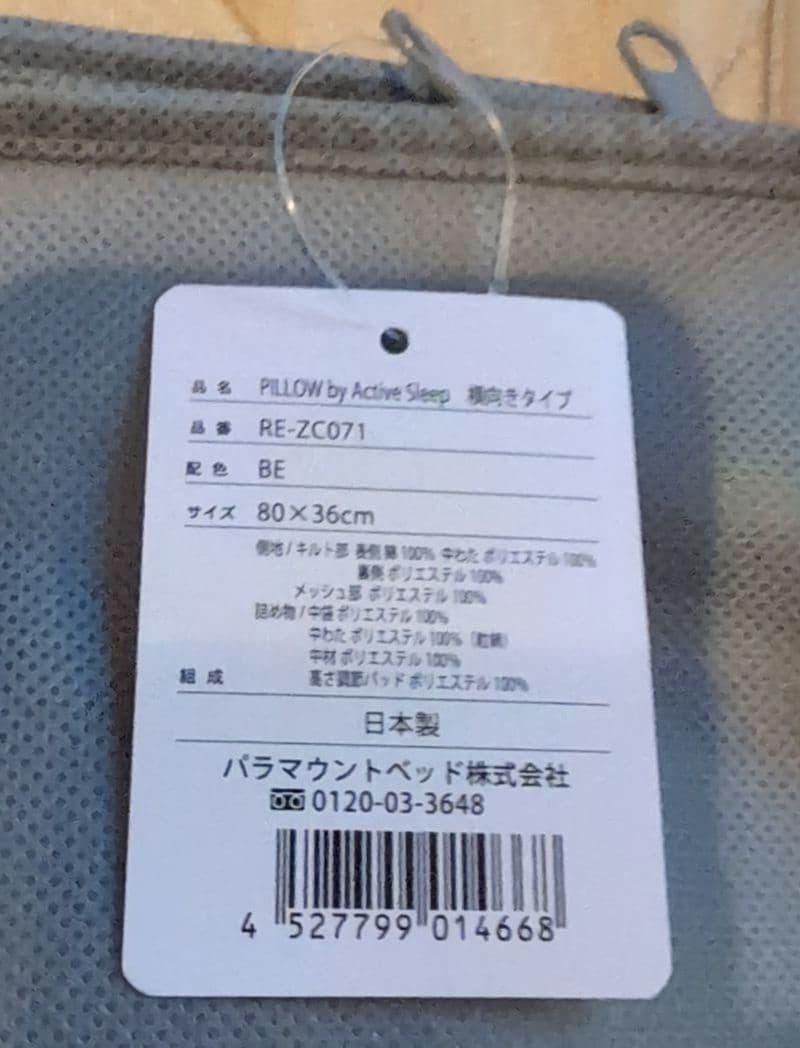 品名 PILLOW by Active Sleep 横向きタイプ
品番 RE-ZC071
配色 BE
サイズ 80×36cm
側地/キルト部 表側 綿100% 中わた ポリエステル100%
裏側 ポリエステル100%
メッシュ部 ポリエステル100%
詰め物/中袋 ポリエステル100%
中わた ポリエステル100%(粒綿)
中材 ポリエステル100%
組成 高さ調節パッド ポリエステル100%
日本製
パラマウントベッド株式会社
0120-03-3648
4 527799 014668